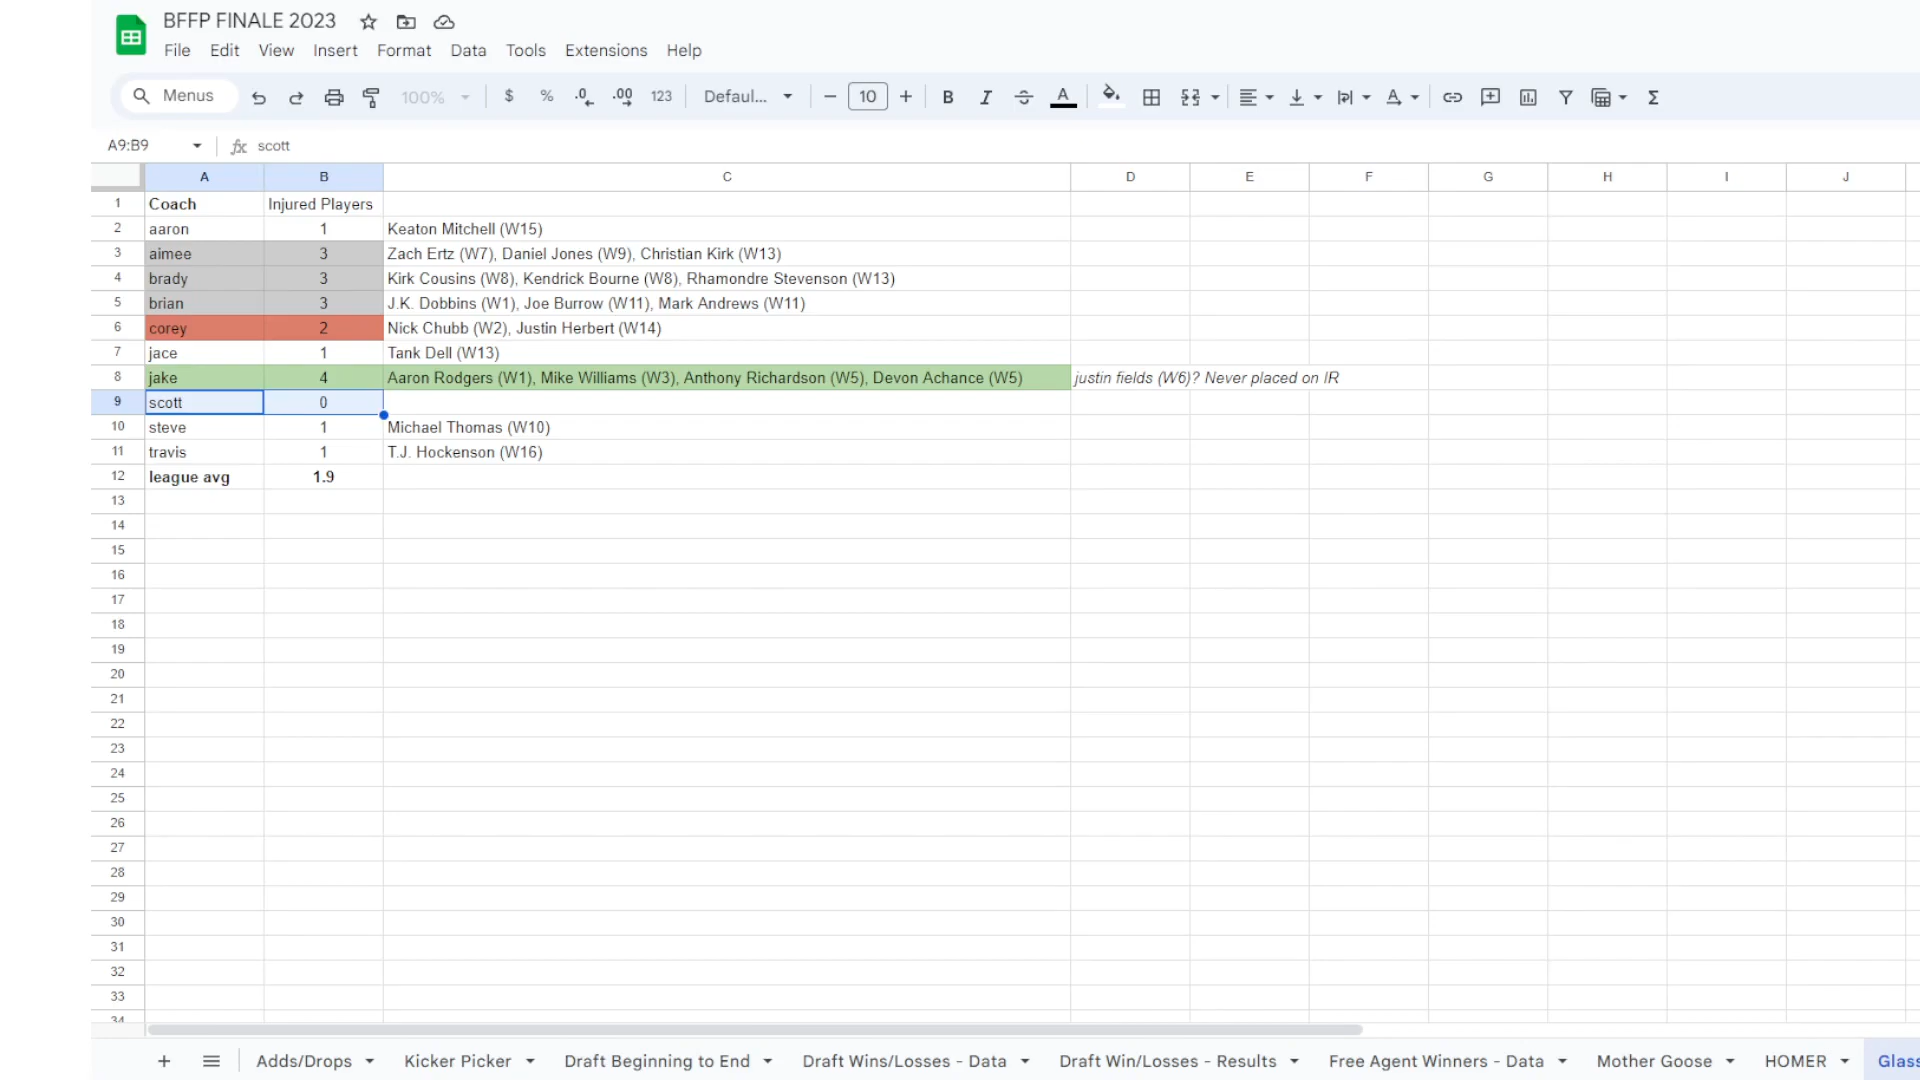 BFFP FINALE 2023
File Edit View Insert Format Data Tools Extensions Help
Menus 100% $ % .0 .00 123 Defaul... 10 B I A A Σ
A9:B9 fx scott
A B C D E F G H I J
1 Coach Injured Players
2 aaron 1 Keaton Mitchell (W15)
3 aimee 3 Zach Ertz (W7), Daniel Jones (W9), Christian Kirk (W13)
4 brady 3 Kirk Cousins (W8), Kendrick Bourne (W8), Rhamondre Stevenson (W13)
5 brian 3 J.K. Dobbins (W1), Joe Burrow (W11), Mark Andrews (W11)
6 corey 2 Nick Chubb (W2), Justin Herbert (W14)
7 jace 1 Tank Dell (W13)
8 jake 4 Aaron Rodgers (W1), Mike Williams (W3), Anthony Richardson (W5), Devon Achance (W5) justin fields (W6)? Never placed on IR
9 scott 0
10 steve 1 Michael Thomas (W10)
11 travis 1 T.J. Hockenson (W16)
12 league avg 1.9
13
14
15
16
17
18
19
20
21
22
23
24
25
26
27
28
29
30
31
32
33
34
+ Adds/Drops Kicker Picker Draft Beginning to End Draft Wins/Losses - Data Draft Win/Losses - Results Free Agent Winners - Data Mother Goose HOMER Glass